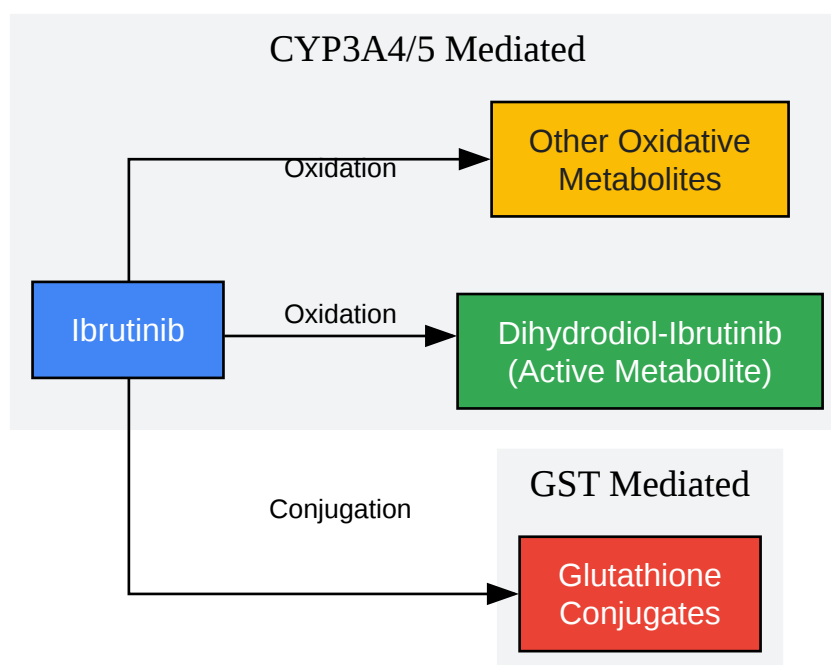 CYP3A4/5 Mediated
Other Oxidative
Metabolites
Oxidation
Ibrutinib
Oxidation
Dihydrodiol-Ibrutinib
(Active Metabolite)
Conjugation
GST Mediated
Glutathione
Conjugates